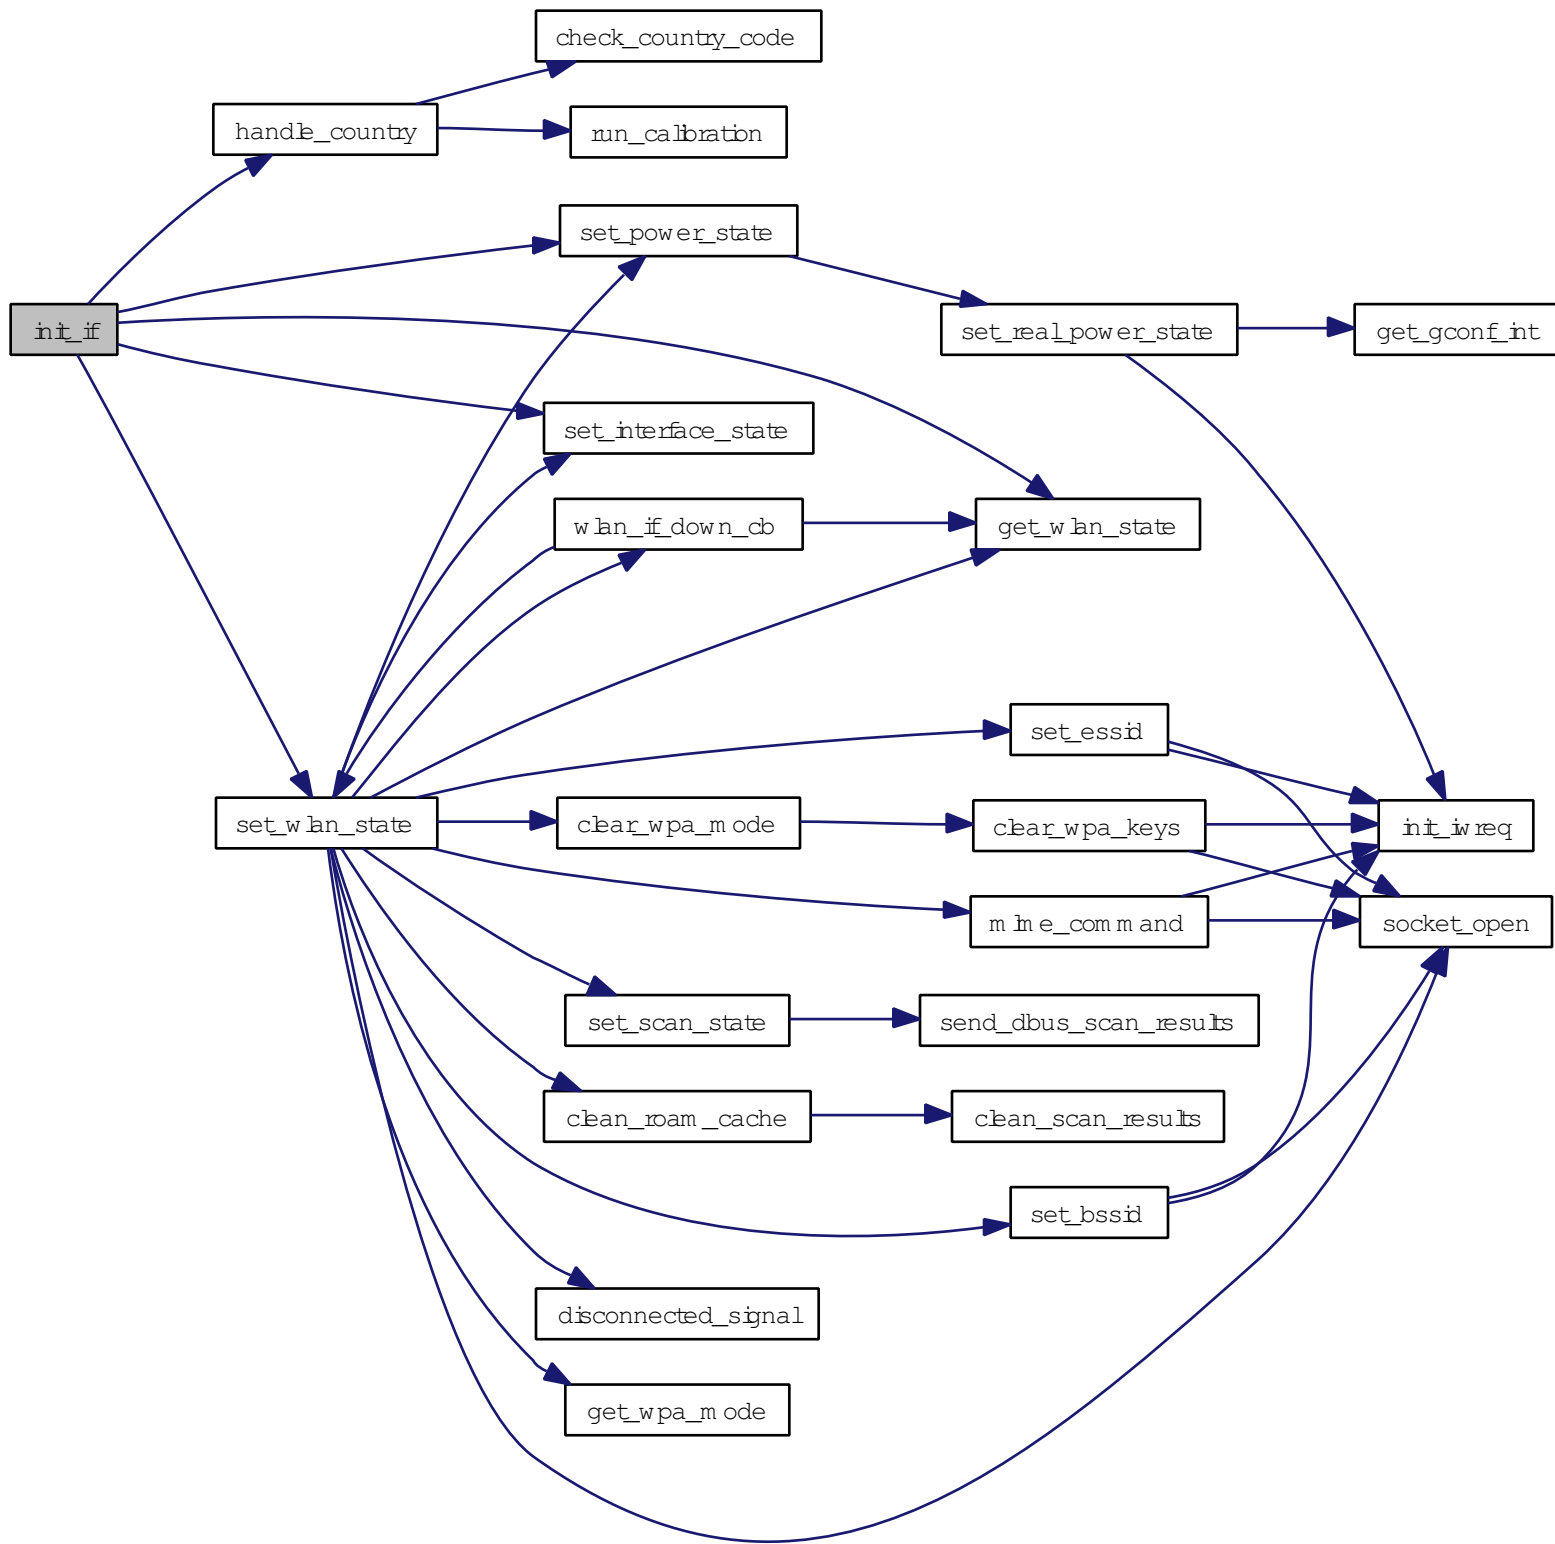 check_country_code
handle_country
run_calibration
set_power_state
init_if
set_real_power_state
get_gconf_int
set_interface_state
wlan_if_down_cb
get_wlan_state
set_essid
set_wlan_state
clear_wpa_mode
clear_wpa_keys
init_iwreq
mlme_command
socket_open
set_scan_state
send_dbus_scan_results
clean_roam_cache
clean_scan_results
set_bssid
disconnected_signal
get_wpa_mode